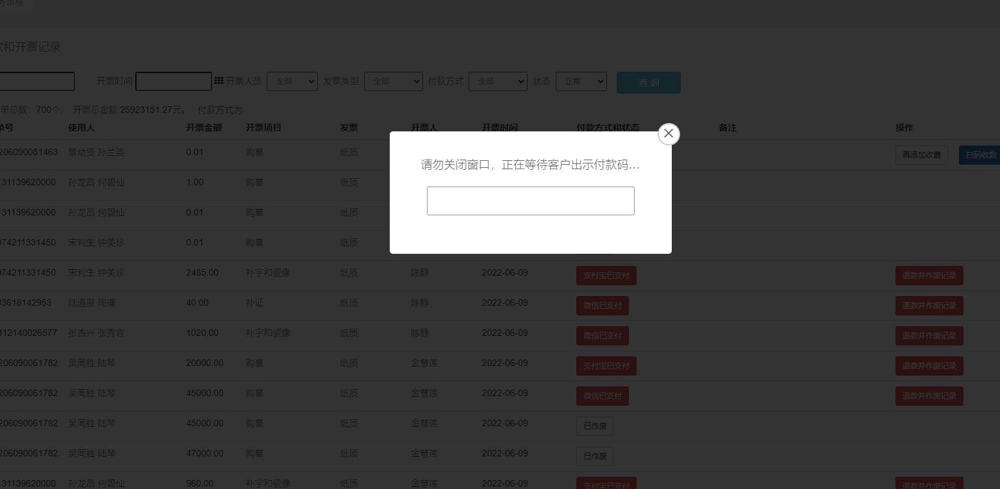 务审核
款和开票记录
开票时间 开票人员 全部 发票类型 全部 付款方式 全部 状态 正常 查 询
单总数：700个. 开票总金额:25923151.27元。 付款方式为
单号 使用人 开票金额 开票项目 发票 开票人 开票时间 付款方式和状态 备注 操作
206090081463 景幼贤 孙兰英 0.01 购墓 纸质 再添加收费 扫码收款
请勿关闭窗口，正在等待客户出示付款码...
131139620000 孙龙昌 何碧仙 1.00 购墓 纸质
131139620000 孙龙昌 何碧仙 0.01 购墓 纸质
074211331450 宋利生 钟美珍 0.01 购墓 纸质
074211331450 宋利生 钟美珍 2485.00 补字和瓷像 纸质 陈静 2022-06-09 支付宝已支付 退款并作废记录
03618142953 陆道展 陶瑾 40.00 补证 纸质 陈静 2022-06-09 微信已支付 退款并作废记录
112140026577 张杏兴 张秀官 1020.00 补字和瓷像 纸质 陈静 2022-06-09 微信已支付 退款并作废记录
206090061782 吴同胜 陆琴 20000.00 购墓 纸质 金慧莲 2022-06-09 支付宝已支付 退款并作废记录
206090061782 吴同胜 陆琴 45000.00 购墓 纸质 金慧莲 2022-06-09 微信已支付 退款并作废记录
206090061782 吴同胜 陆琴 45000.00 购墓 纸质 金慧莲 2022-06-09 已作废
206090061782 吴同胜 陆琴 47000.00 购墓 纸质 金慧莲 2022-06-09 已作废
131139620000 孙龙昌 何碧仙 960.00 补字和瓷像 纸质 金慧莲 2022-06-09 支付宝已支付 退款并作废记录